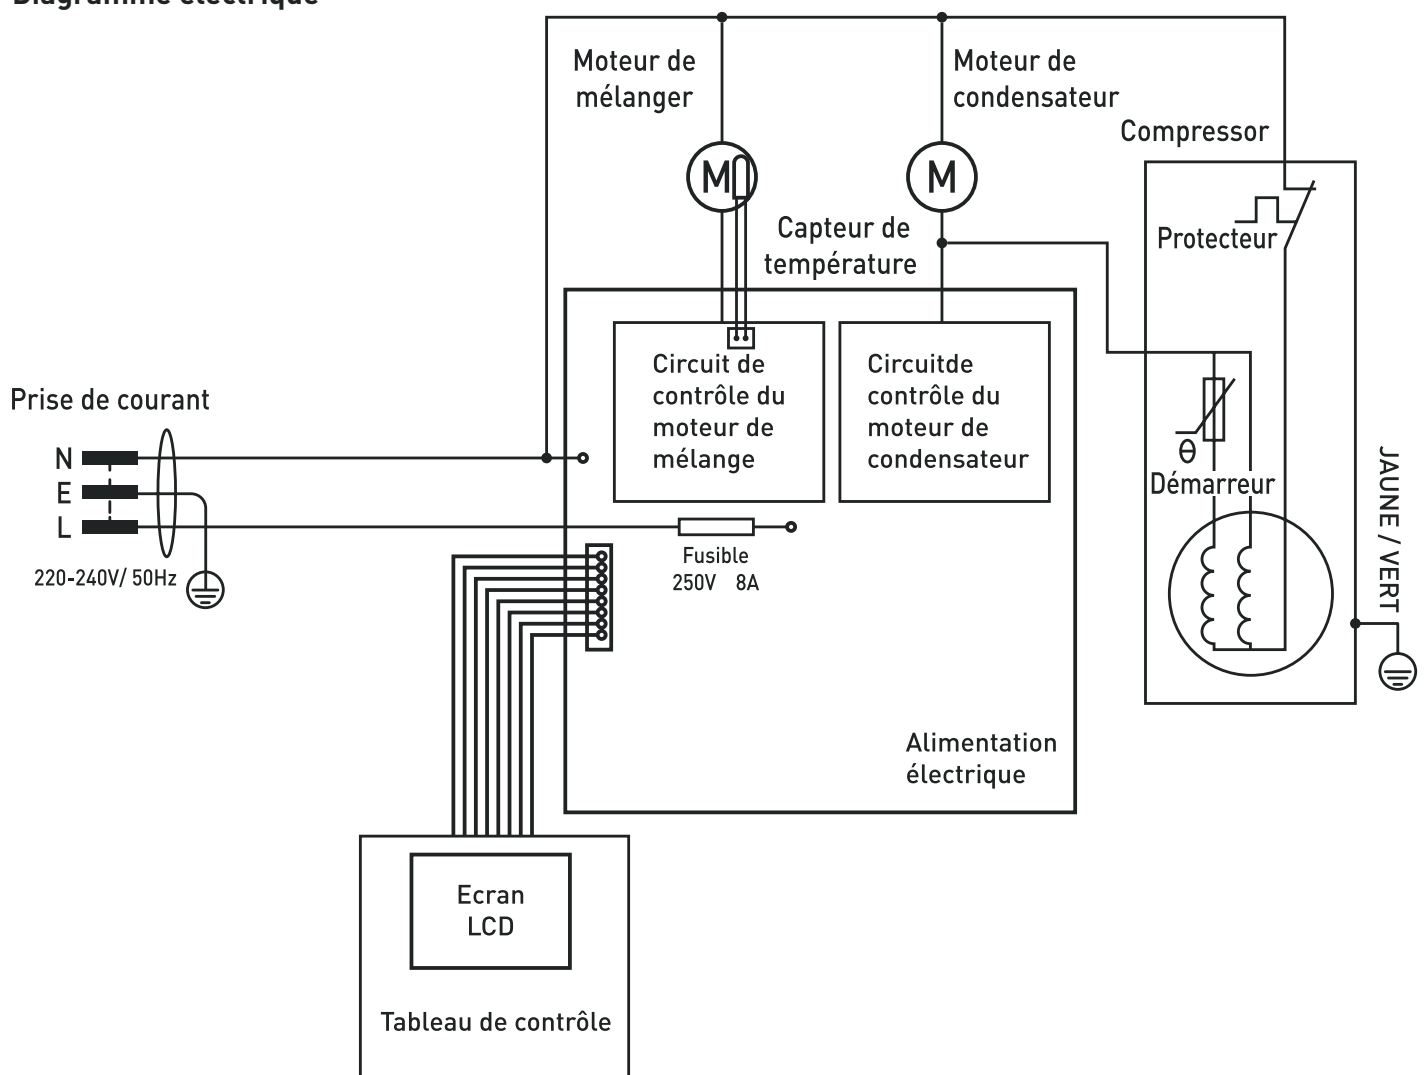 Diagramme électrique
Moteur de
mélanger
Moteur de
condensateur
Compressor
M
M
Protecteur
Capteur de
température
Circuit de
contrôle du
moteur de
mélange
Circuitde
contrôle du
moteur de
condensateur
Prise de courant
N
E
L
220-240V/ 50Hz
θ
Démarreur
JAUNE / VERT
Fusible
250V 8A
Alimentation
électrique
Ecran
LCD
Tableau de contrôle